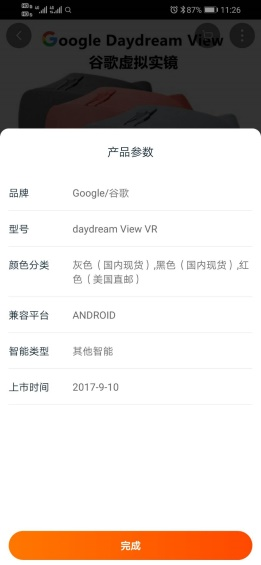 87% 11:26
Google Daydream View
谷歌虚拟实镜
产品参数
品牌 Google/谷歌
型号 daydream View VR
颜色分类 灰色（国内现货）,黑色（国内现货）,红
色（美国直邮）
兼容平台 ANDROID
智能类型 其他智能
上市时间 2017-9-10
完成